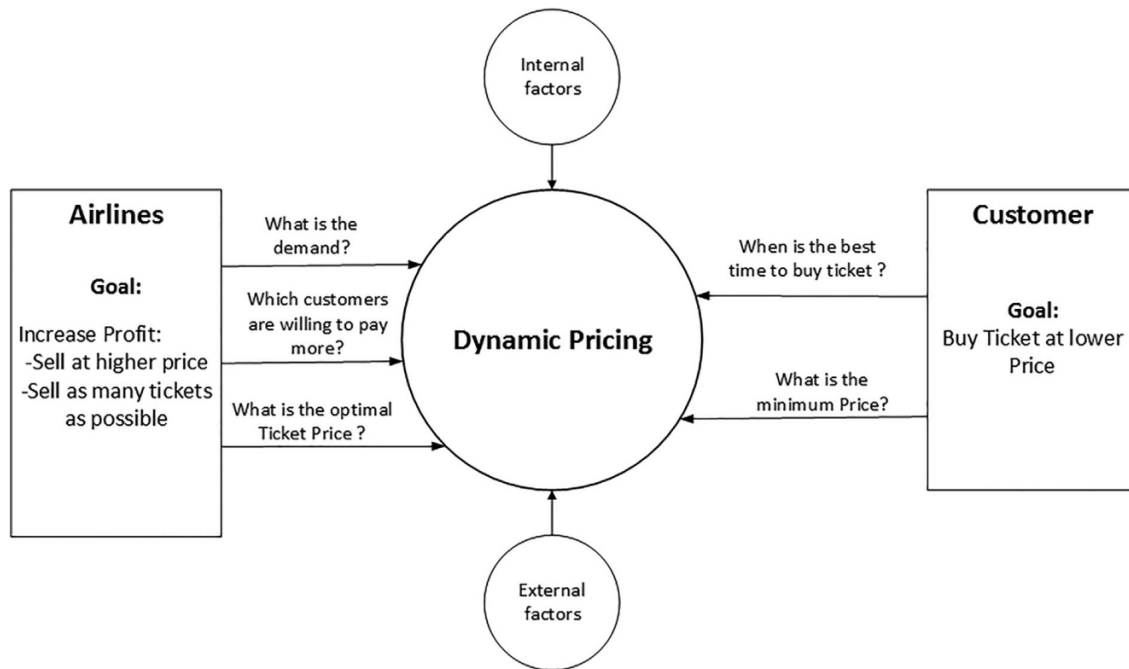 Internal
factors
Airlines
Goal:
Increase Profit:
-Sell at higher price
-Sell as many tickets
as possible
What is the
demand?
Which customers
are willing to pay
more?
What is the optimal
Ticket Price ?
Dynamic Pricing
When is the best
time to buy ticket ?
What is the
minimum Price?
Customer
Goal:
Buy Ticket at lower
Price
External
factors